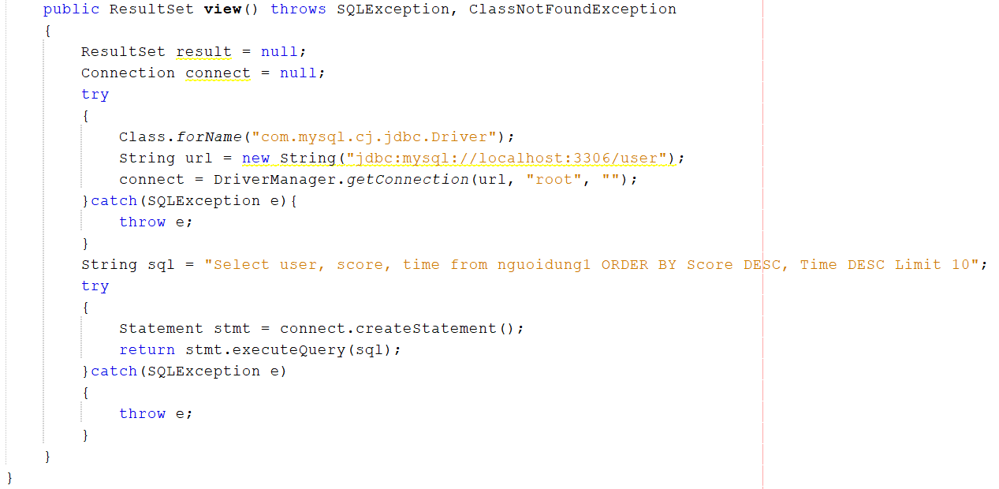 public ResultSet view() throws SQLException, ClassNotFoundException
{
ResultSet result = null;
Connection connect = null;
try
{
Class.forName("com.mysql.cj.jdbc.Driver");
String url = new String("jdbc:mysql://localhost:3306/user");
connect = DriverManager.getConnection(url, "root", "");
}catch(SQLException e){
throw e;
}
String sql = "Select user, score, time from nguoidung1 ORDER BY Score DESC, Time DESC Limit 10";
try
{
Statement stmt = connect.createStatement();
return stmt.executeQuery(sql);
}catch(SQLException e)
{
throw e;
}
}
}